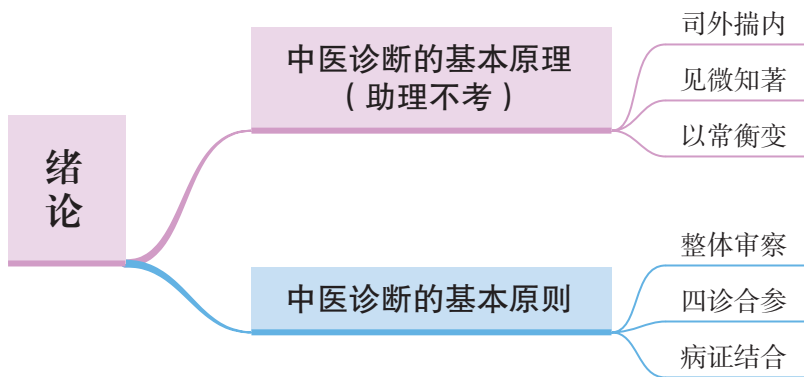 绪论
中医诊断的基本原理
（助理不考）
司外揣内
见微知著
以常衡变
中医诊断的基本原则
整体审察
四诊合参
病证结合